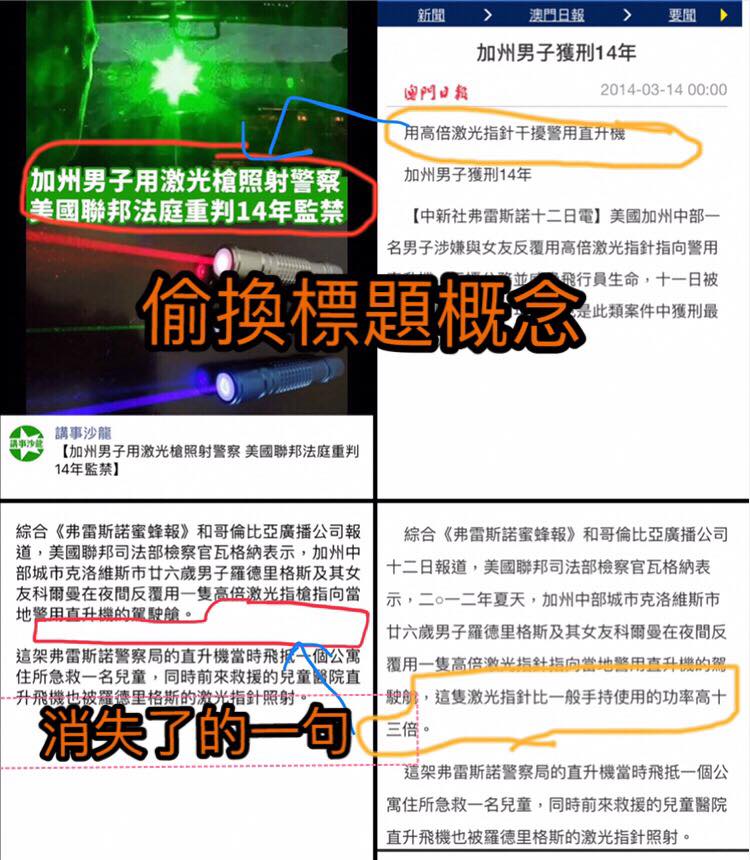 加州男子用激光槍照射警察
美國聯邦法庭重判14年監禁
講事沙龍
講事沙龍
【加州男子用激光槍照射警察 美國聯邦法庭重判
14年監禁】
新聞 > 澳門日報 > 要聞
加州男子獲刑14年
澳門日報 2014-03-14 00:00
用高倍激光指針干擾警用直升機
加州男子獲刑14年
【中新社弗雷斯諾十二日電】美國加州中部一
名男子涉嫌與女友反覆用高倍激光指針指向警用
飛行員生命，十一日被
是此類案件中獲刑最
偷換標題概念
綜合《弗雷斯諾蜜蜂報》和哥倫比亞廣播公司報
道，美國聯邦司法部檢察官瓦格納表示，加州中
部城市克洛維斯市廿六歲男子羅德里格斯及其女
友科爾曼在夜間反覆用一隻高倍激光指槍指向當
地警用直升機的駕駛艙。
這架弗雷斯諾警察局的直升機當時飛抵一個公寓
住所急救一名兒童，同時前來救援的兒童醫院直
升飛機也被羅德里格斯的激光指針照射。
消失了的一句
綜合《弗雷斯諾蜜蜂報》和哥倫比亞廣播公司
十二日報道，美國聯邦司法部檢察官瓦格納表
示，二○一二年夏天，加州中部城市克洛維斯市
廿六歲男子羅德里格斯及其女友科爾曼在夜間反
覆用一隻高倍激光指針指向當地警用直升機的駕
駛艙，這隻激光指針比一般手持使用的功率高十
三倍。
這架弗雷斯諾警察局的直升機當時飛抵一個公
寓住所急救一名兒童，同時前來救援的兒童醫院
直升飛機也被羅德里格斯的激光指針照射。